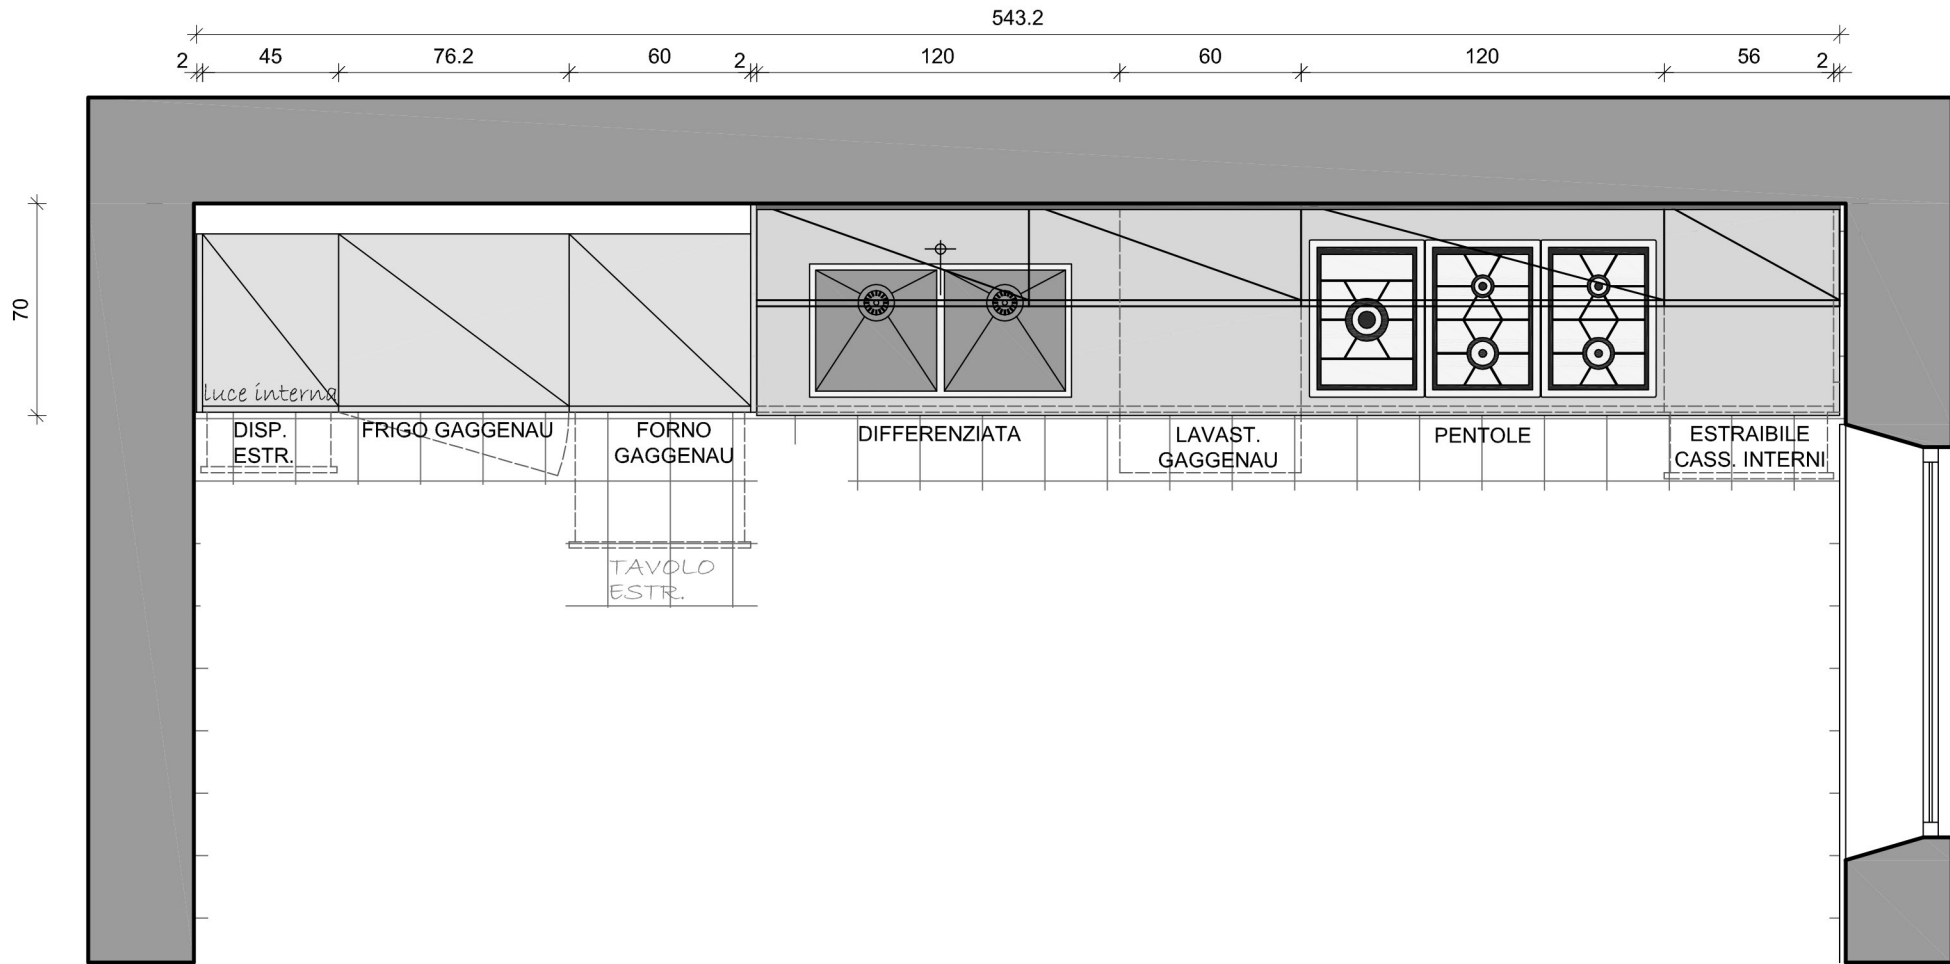 543.2
2 45 76.2 60 2 120 60 120 56 2
70
luce interna
DISP.
ESTR.
FRIGO GAGGENAU
FORNO
GAGGENAU
DIFFERENZIATA
LAVAST.
GAGGENAU
PENTOLE
ESTRAIBILE
CASS. INTERNI
TAVOLO
ESTR.